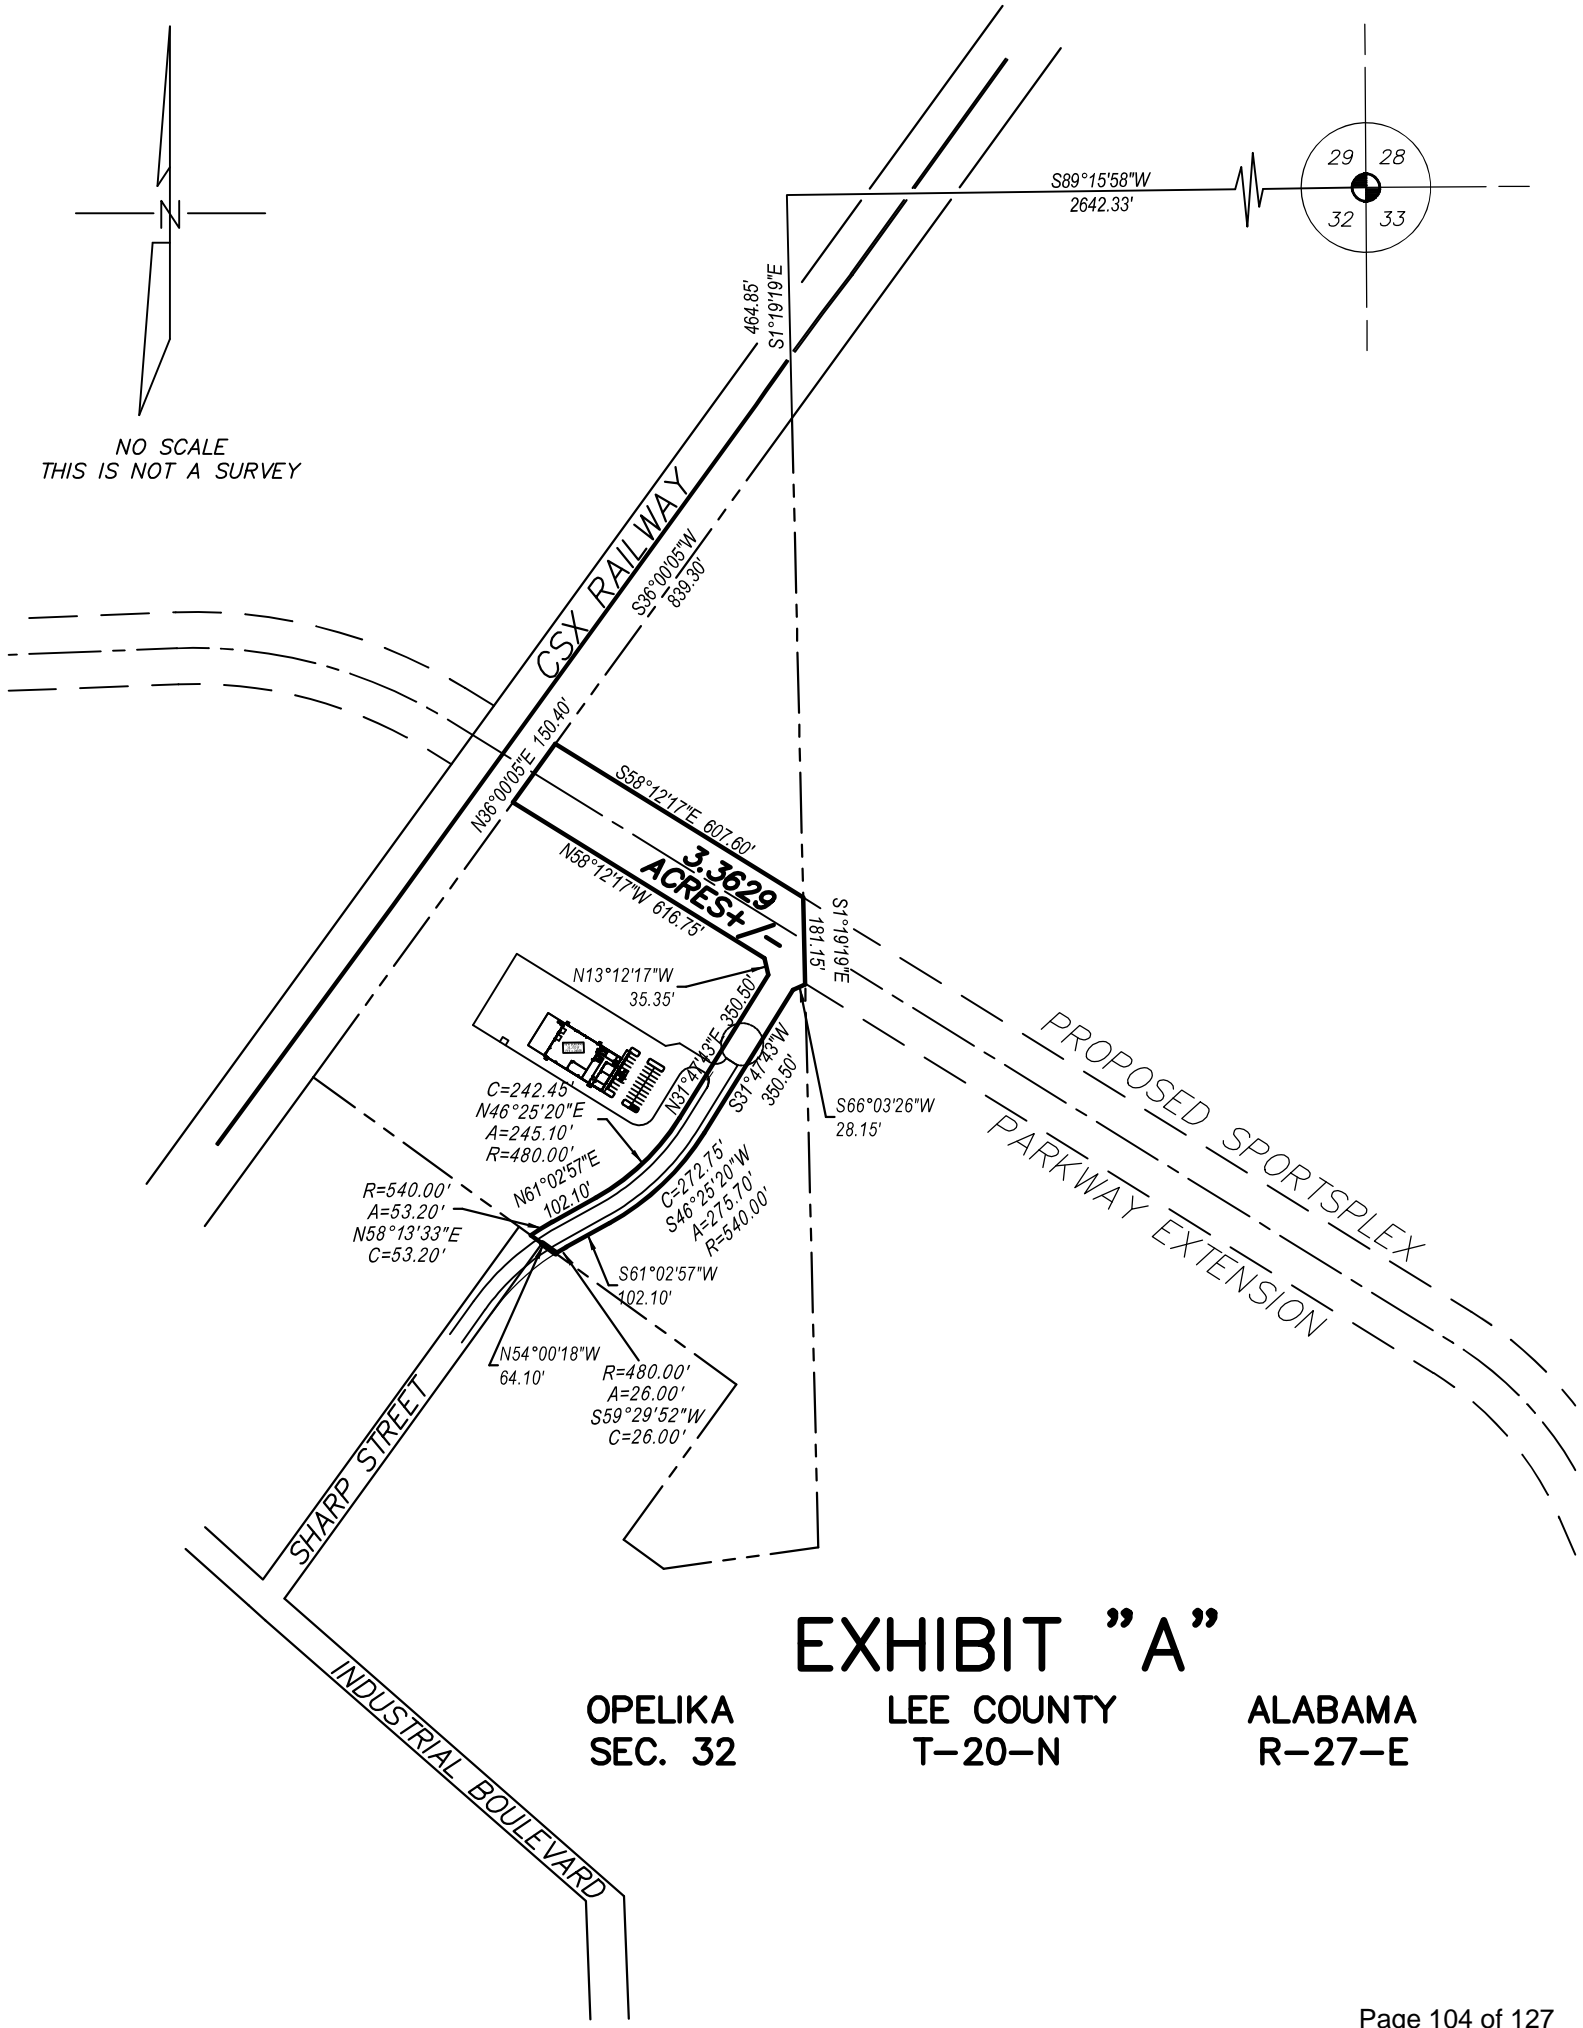 29 28
32 33
S89°15'58"W
2642.33'
464.85'
S1°19'19"E
N
NO SCALE
THIS IS NOT A SURVEY
CSX RAILWAY
S36°00'05"W
839.30'
N36°00'05"E 150.40'
S58°12'17"E 607.60'
3.3629
ACRES+/-
N58°12'17"W 616.75'
S1°19'19"E
181.15'
N13°12'17"W
35.35'
N31°47'43"E 350.50'
S31°47'43"W
350.50'
S66°03'26"W
28.15'
C=242.45'
N46°25'20"E
A=245.10'
R=480.00'
N61°02'57"E
102.10'
C=272.75'
S46°25'20"W
A=275.70'
R=540.00'
R=540.00'
A=53.20'
N58°13'33"E
C=53.20'
S61°02'57"W
102.10'
N54°00'18"W
64.10'
R=480.00'
A=26.00'
S59°29'52"W
C=26.00'
PROPOSED SPORTSPLEX
PARKWAY EXTENSION
SHARP STREET
INDUSTRIAL BOULEVARD
EXHIBIT "A"
OPELIKA LEE COUNTY ALABAMA
SEC. 32 T-20-N R-27-E
Page 104 of 127